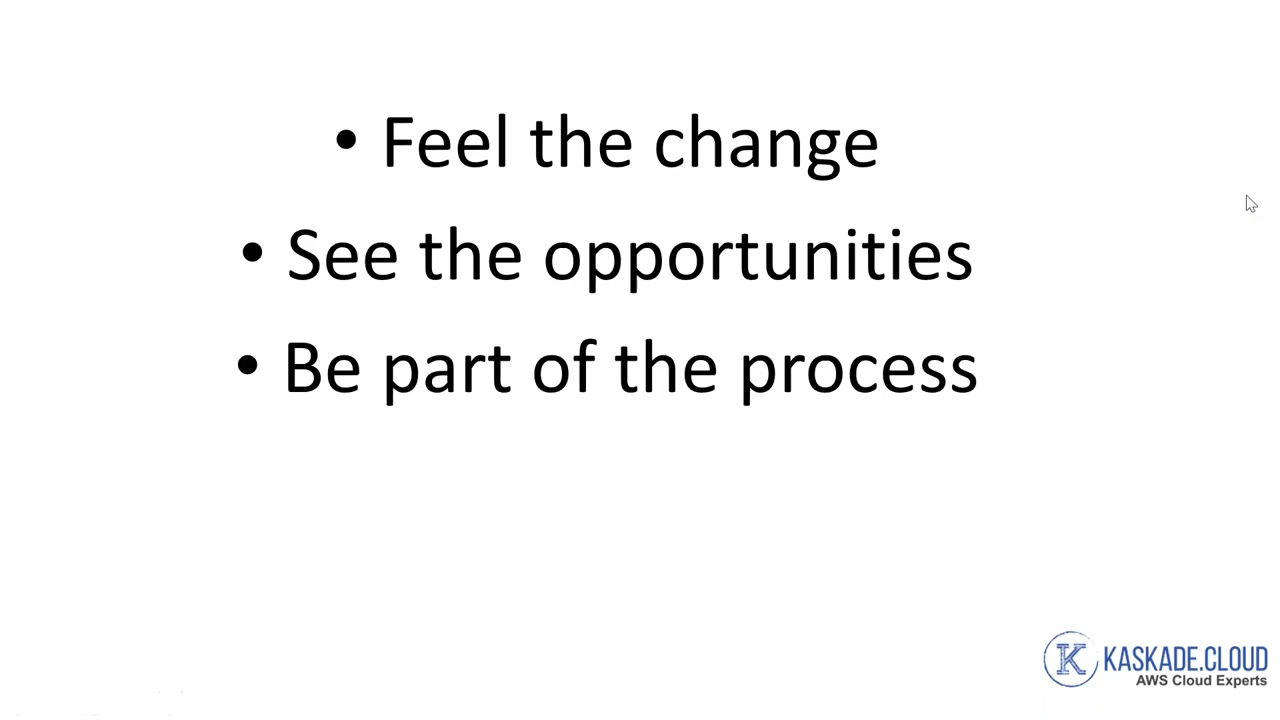 • Feel the change
• See the opportunities
• Be part of the process
K KASKADE.CLOUD
AWS Cloud Experts